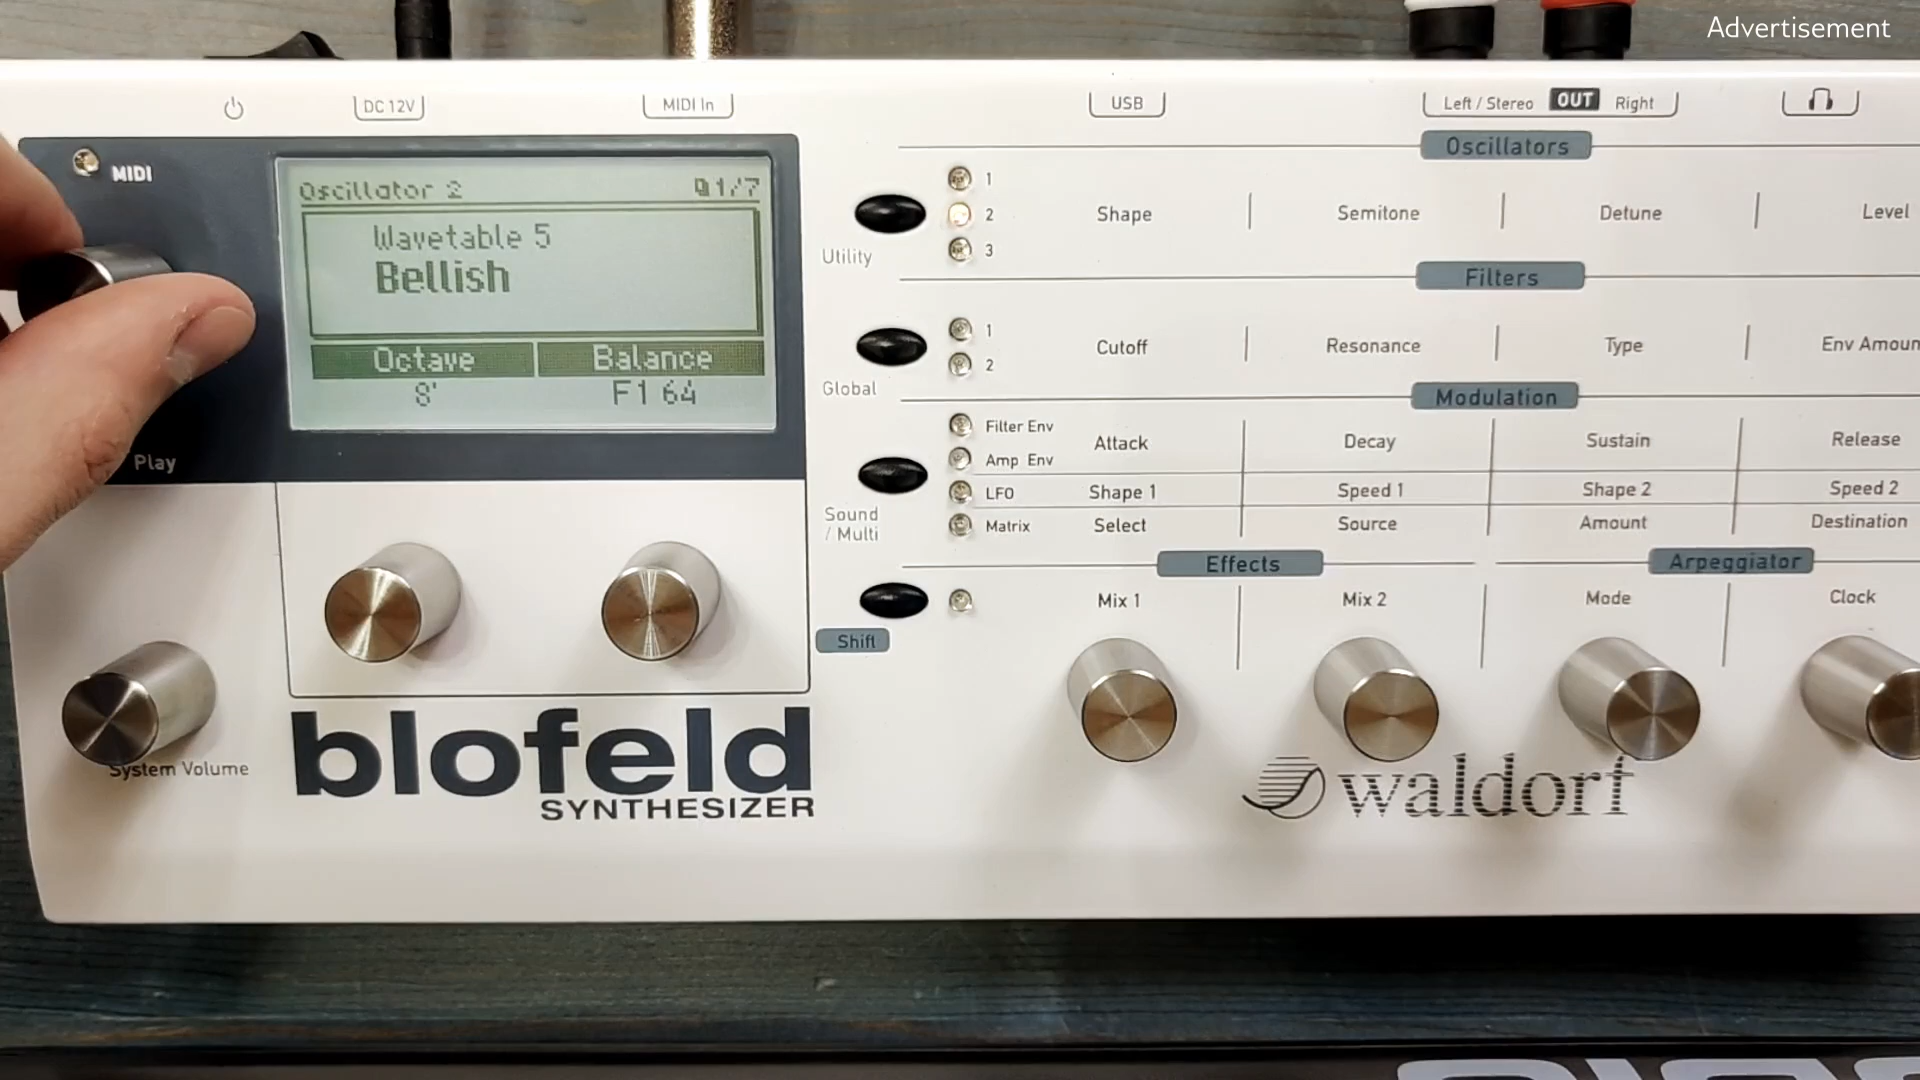 Advertisement
DC 12V
MIDI In
USB
Left / Stereo OUT Right
MIDI
Oscillator 2 1/7
Wavetable 5
Bellish
Octave Balance
8' F1 64
Play
System Volume
blofeld
SYNTHESIZER
Oscillators
1
2
3
Shape Semitone Detune Level
Utility
Filters
1
2
Cutoff Resonance Type Env Amoun
Global
Modulation
Filter Env
Amp Env
Attack Decay Sustain Release
LFO Shape 1 Speed 1 Shape 2 Speed 2
Matrix Select Source Amount Destination
Sound
/ Multi
Effects Arpeggiator
Mix 1 Mix 2 Mode Clock
Shift
waldorf